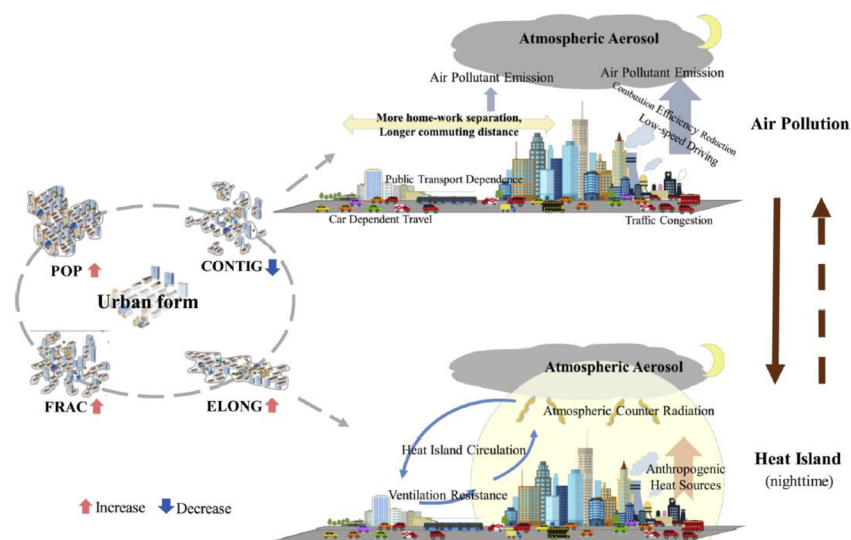 Atmospheric Aerosol
Air Pollutant Emission
Air Pollutant Emission
Combustion Efficiency Reduction
Low-speed Driving
More home-work separation,
Longer commuting distance
Public Transport Dependence
Car Dependent Travel
Traffic Congestion
Air Pollution
POP
CONTIG
Urban form
FRAC
ELONG
Atmospheric Aerosol
Atmospheric Counter Radiation
Heat Island Circulation
Ventilation Resistance
Anthropogenic
Heat Sources
Heat Island
(nighttime)
Increase
Decrease